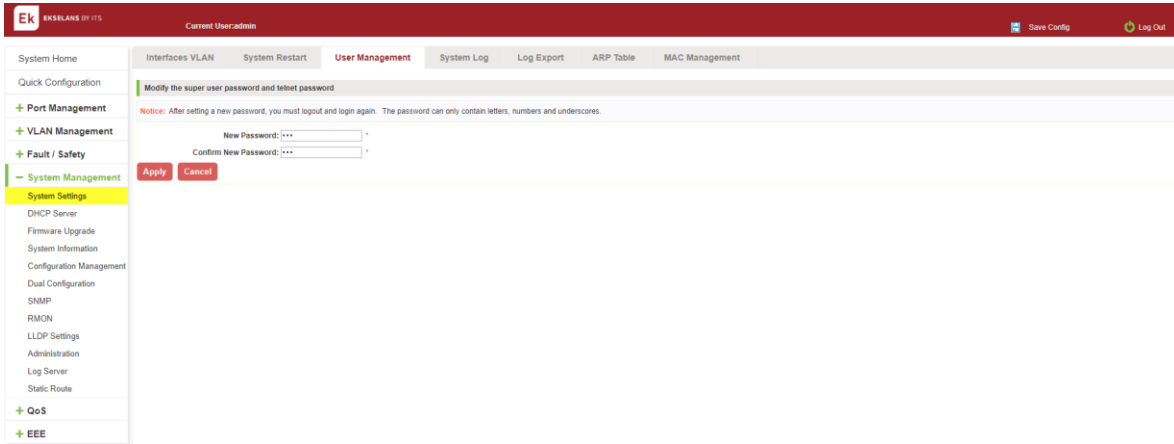 Ek EKSELANS BY ITS
Current User:admin
Save Config
Log Out
System Home
Quick Configuration
+ Port Management
+ VLAN Management
+ Fault / Safety
− System Management
System Settings
DHCP Server
Firmware Upgrade
System Information
Configuration Management
Dual Configuration
SNMP
RMON
LLDP Settings
Administration
Log Server
Static Route
+ QoS
+ EEE
Interfaces VLAN System Restart User Management System Log Log Export ARP Table MAC Management
Modify the super user password and telnet password
Notice: After setting a new password, you must logout and login again. The password can only contain letters, numbers and underscores.
New Password: ••• *
Confirm New Password: ••• *
Apply Cancel